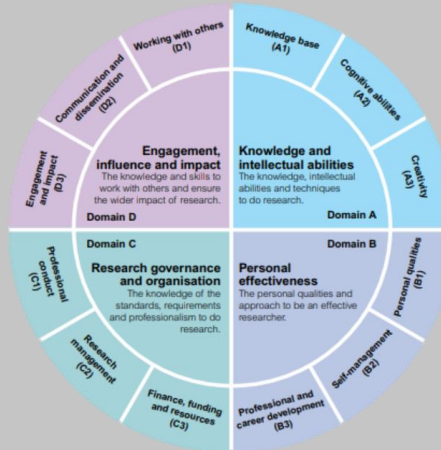 Working with others
(D1)
Communication and
dissemination
(D2)
Engagement
and impact
(D3)
Engagement,
influence and impact
The knowledge and skills to
work with others and ensure
the wider impact of research.
Domain D
Knowledge base
(A1)
Cognitive abilities
(A2)
Creativity
(A3)
Knowledge and
intellectual abilities
The knowledge, intellectual
abilities and techniques
to do research.
Domain A
Domain C
Research governance
and organisation
The knowledge of the
standards, requirements
and professionalism to do
research.
Professional
conduct
(C1)
Research
management
(C2)
Finance, funding
and resources
(C3)
Domain B
Personal
effectiveness
The personal qualities and
approach to be an effective
researcher.
Personal qualities
(B1)
Self-management
(B2)
Professional and
career development
(B3)